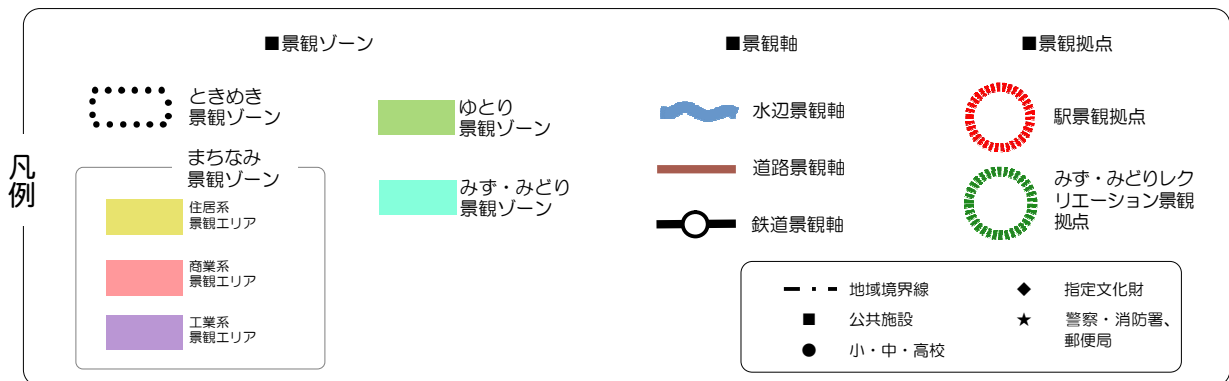 凡例
■景観ゾーン
ときめき
景観ゾーン
まちなみ
景観ゾーン
住居系
景観エリア
商業系
景観エリア
工業系
景観エリア
ゆとり
景観ゾーン
みず・みどり
景観ゾーン
■景観軸
水辺景観軸
道路景観軸
鉄道景観軸
■景観拠点
駅景観拠点
みず・みどりレク
リエーション景観
拠点
地域境界線
公共施設
小・中・高校
指定文化財
警察・消防署、
郵便局